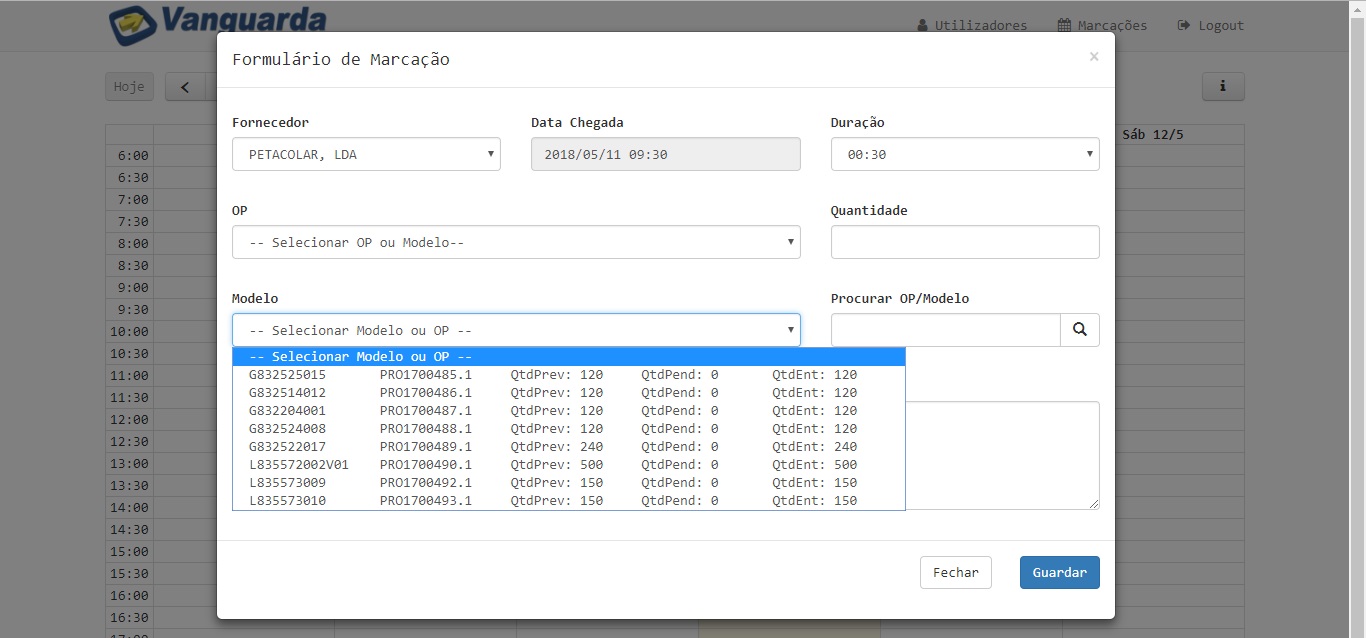 Vanguarda
Utilizadores Marcações Logout
Formulário de Marcação ×
Hoje
Fornecedor Data Chegada Duração
PETACOLAR, LDA 2018/05/11 09:30 00:30
OP Quantidade
-- Selecionar OP ou Modelo--
Modelo Procurar OP/Modelo
-- Selecionar Modelo ou OP --
-- Selecionar Modelo ou OP --
G832525015 PRO1700485.1 QtdPrev: 120 QtdPend: 0 QtdEnt: 120
G832514012 PRO1700486.1 QtdPrev: 120 QtdPend: 0 QtdEnt: 120
G832204001 PRO1700487.1 QtdPrev: 120 QtdPend: 0 QtdEnt: 120
G832524008 PRO1700488.1 QtdPrev: 120 QtdPend: 0 QtdEnt: 120
G832522017 PRO1700489.1 QtdPrev: 240 QtdPend: 0 QtdEnt: 240
L835572002V01 PRO1700490.1 QtdPrev: 500 QtdPend: 0 QtdEnt: 500
L835573009 PRO1700492.1 QtdPrev: 150 QtdPend: 0 QtdEnt: 150
L835573010 PRO1700493.1 QtdPrev: 150 QtdPend: 0 QtdEnt: 150
Fechar Guardar
Sáb 12/5
6:00
6:30
7:00
7:30
8:00
8:30
9:00
9:30
10:00
10:30
11:00
11:30
12:00
12:30
13:00
13:30
14:00
14:30
15:00
15:30
16:00
16:30
17:00